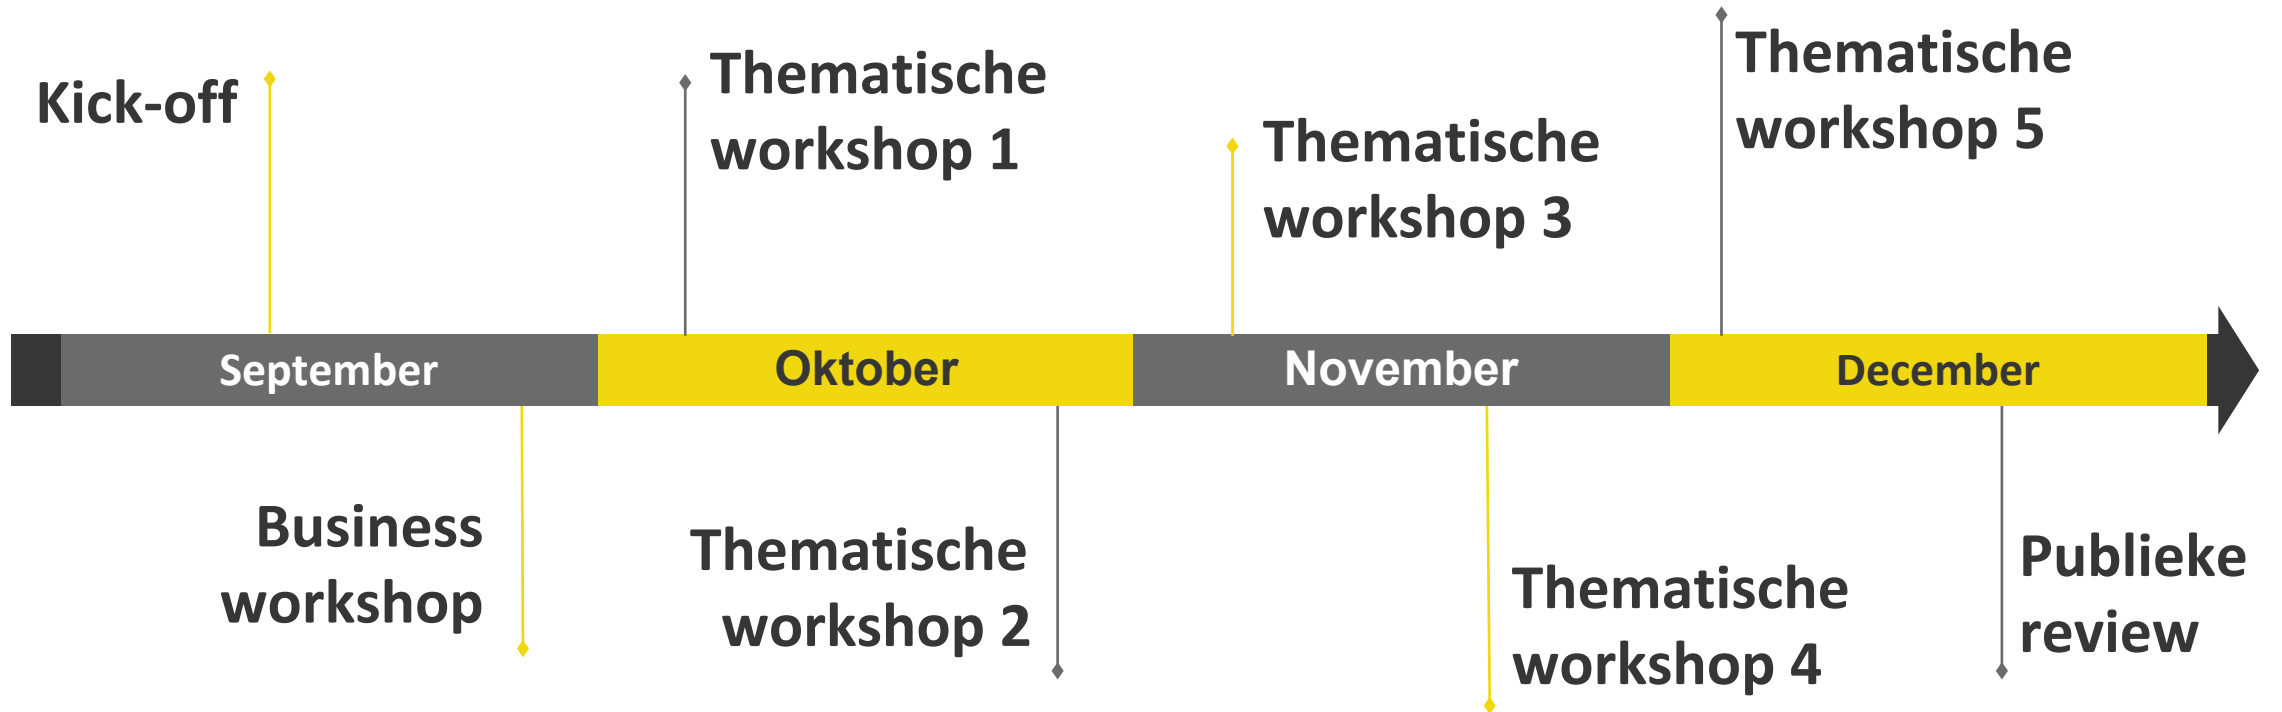 Kick-off
Thematische
workshop 1
Thematische
workshop 3
Thematische
workshop 5
September
Oktober
November
December
Business
workshop
Thematische
workshop 2
Thematische
workshop 4
Publieke
review